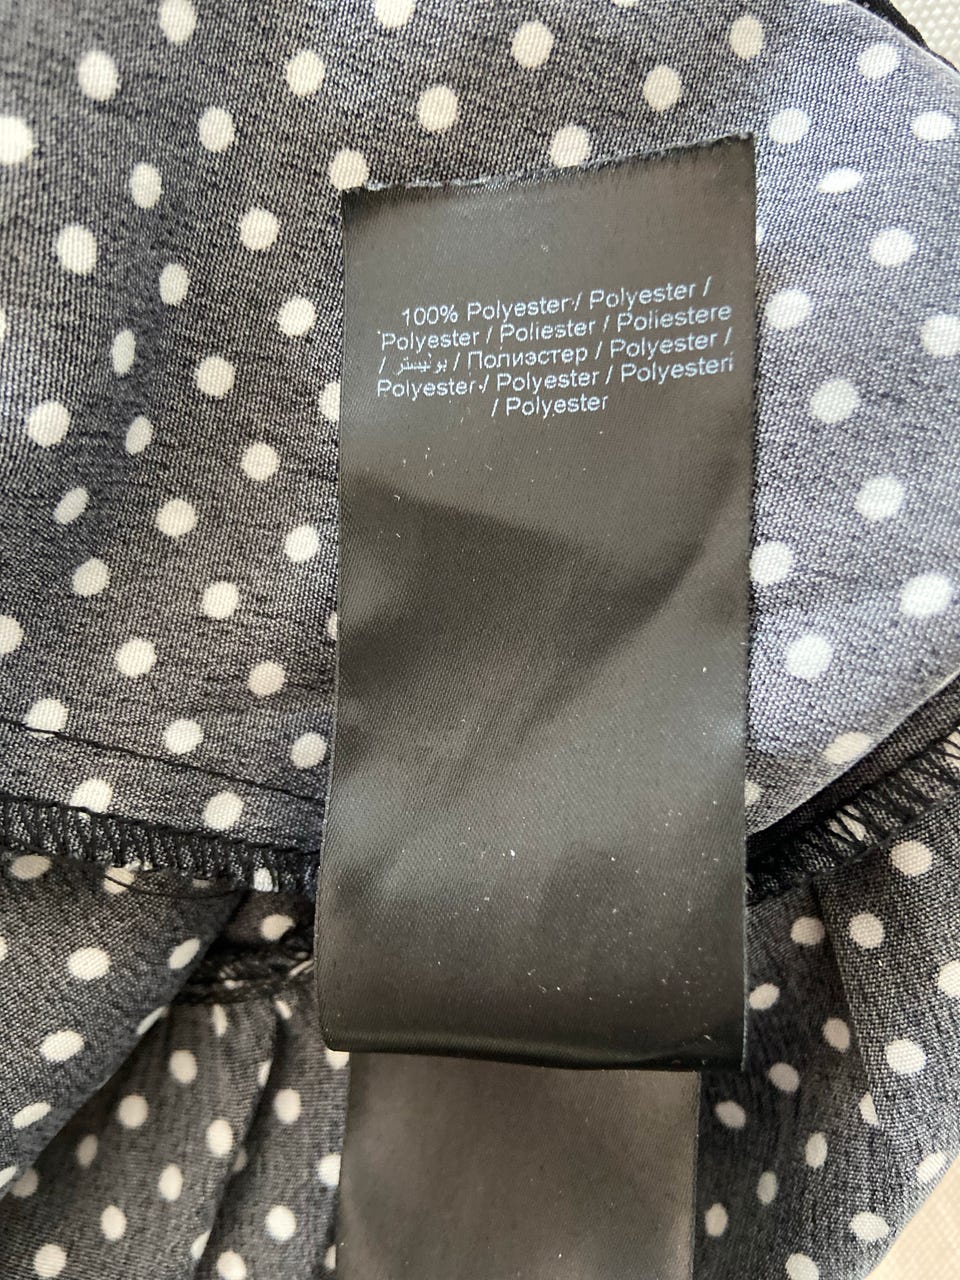 100% Polyester / Polyester /
Polyester / Poliester / Poliestere
/ بوليستر / Полиэстер / Polyester /
Polyester / Polyester / Polyesteri
/ Polyester